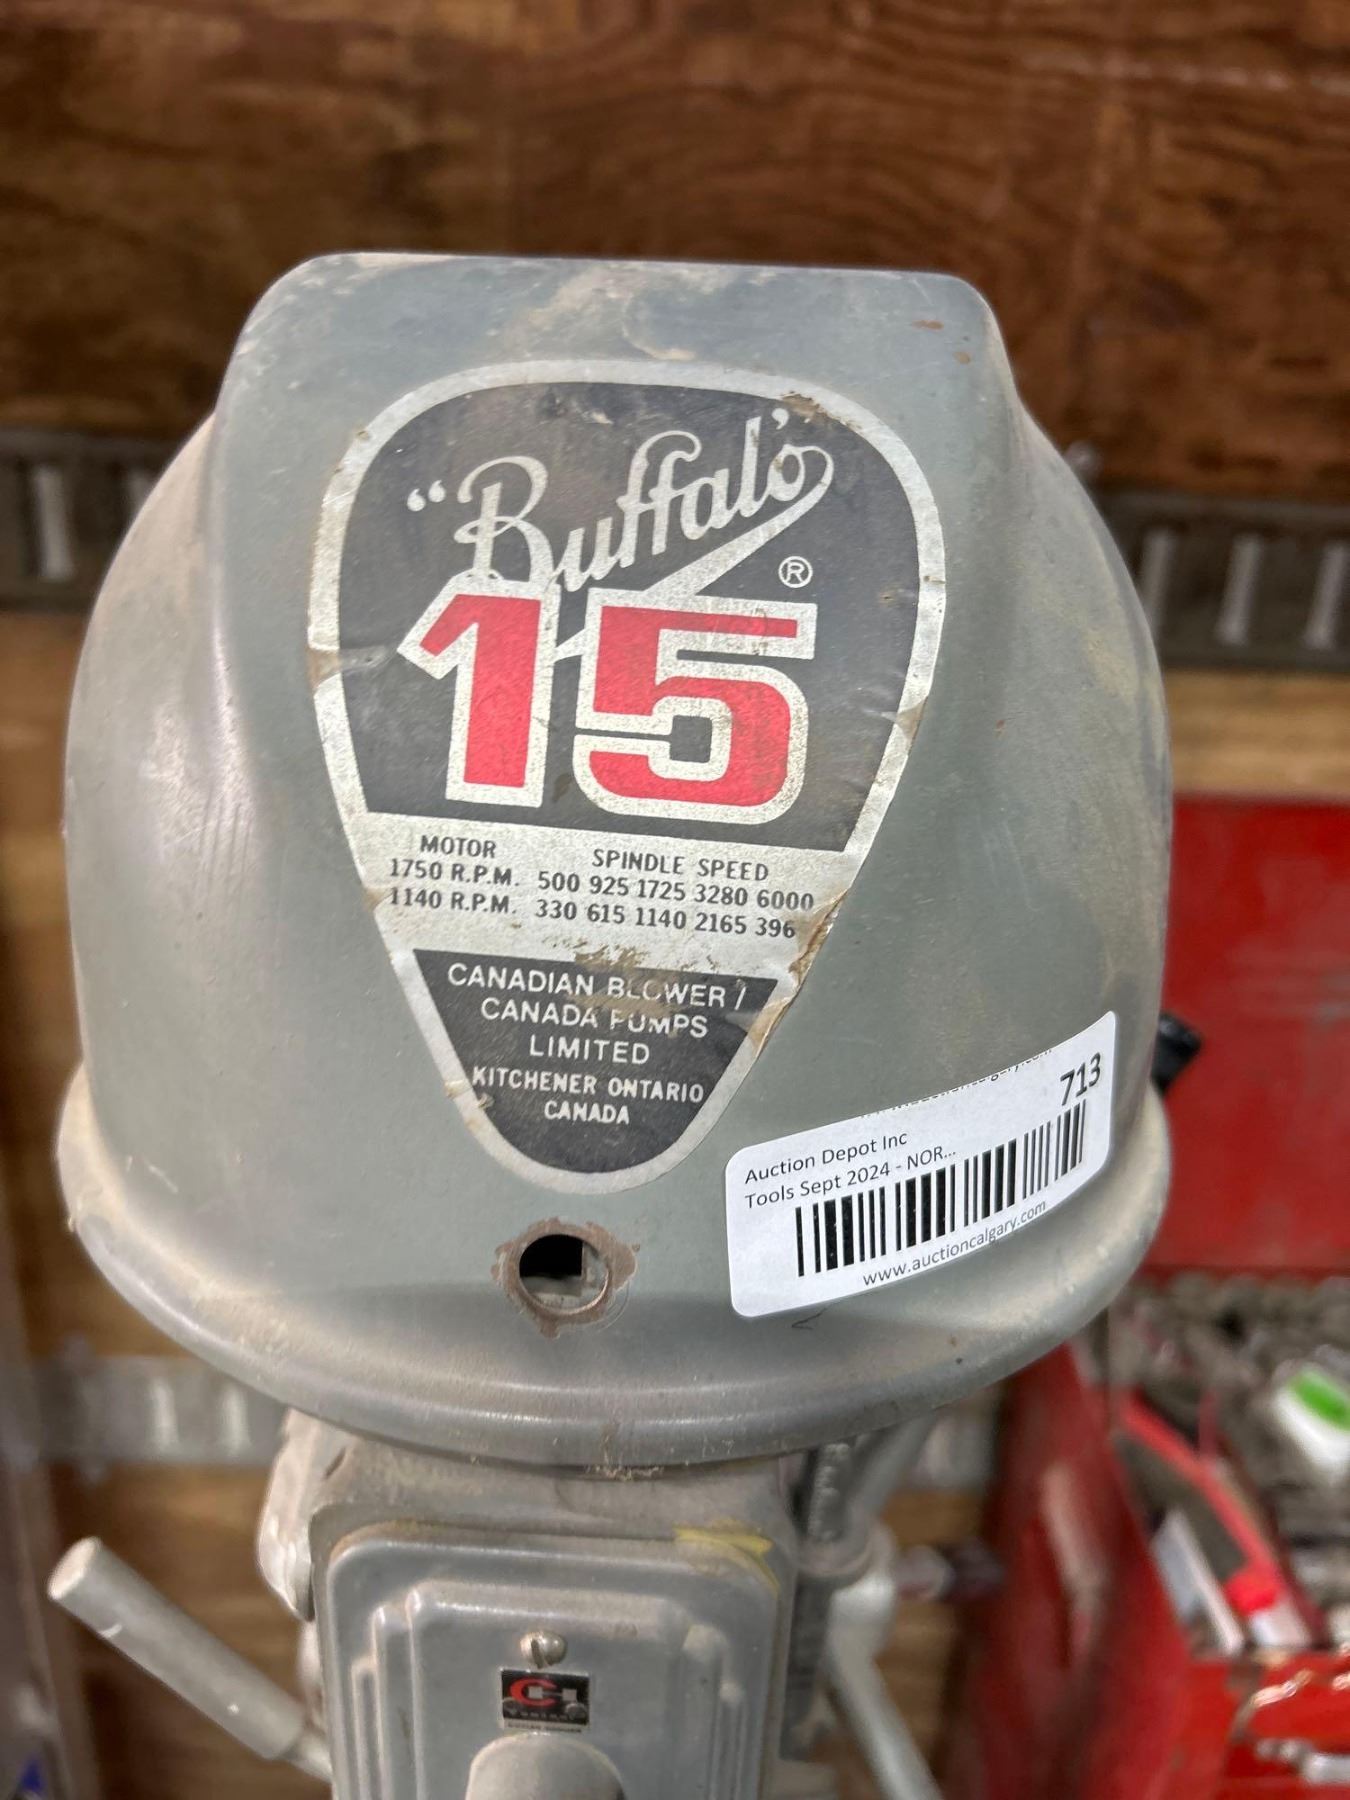 "Buffalo"
15
®
MOTOR SPINDLE SPEED
1750 R.P.M. 500 925 1725 3280 6000
1140 R.P.M. 330 615 1140 2165 396
CANADIAN BLOWER /
CANADA PUMPS
LIMITED
KITCHENER ONTARIO
CANADA
713
Auction Depot Inc
Tools Sept 2024 - NOR...
www.auctioncalgary.com
CH